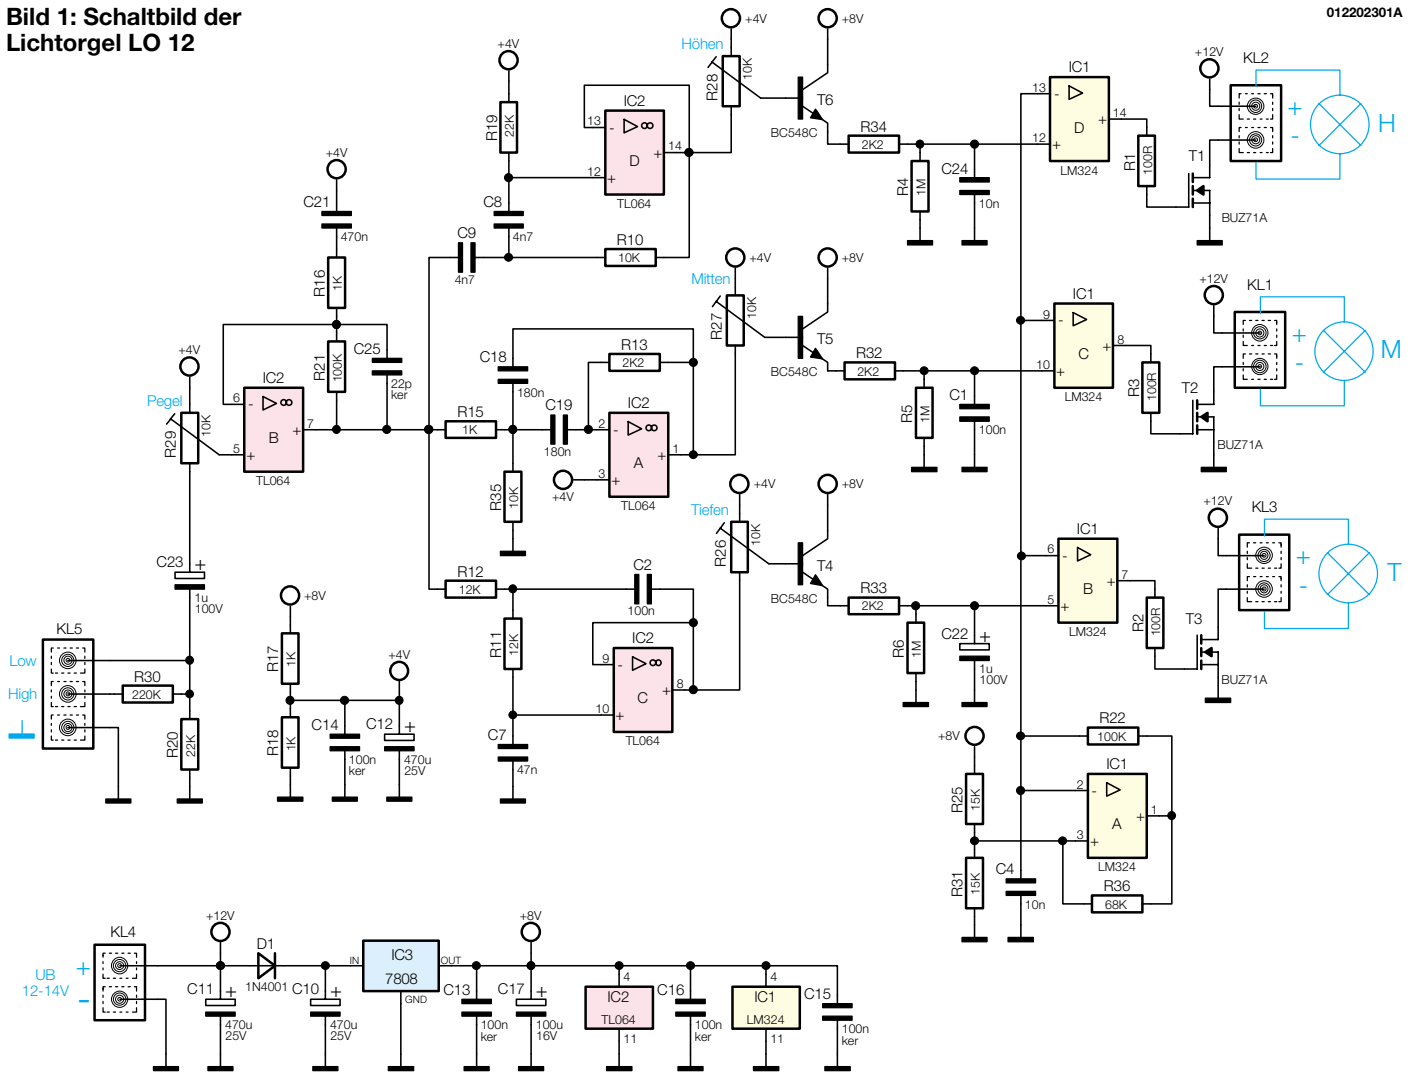 Bild 1: Schaltbild der
Lichtorgel LO 12
012202301A
+4V
Höhen
R28
10K
+8V
T6
BC548C
+4V
R19
22K
IC2
13
-
▷∞
D
12
+
+
14
TL064
C8
4n7
C9
4n7
R10
10K
R34
2K2
R4
1M
C24
10n
IC1
13
-
▷
D
12
+
+
14
LM324
R1
100R
T1
BUZ71A
+12V
KL2
+
-
H
+4V
C21
470n
R16
1K
R21
100K
C25
22p
ker
+4V
Pegel
R29
10K
IC2
6
-
▷∞
B
5
+
+
7
TL064
C18
180n
R13
2K2
R15
1K
C19
180n
R35
10K
+4V
IC2
2
-
▷∞
A
3
+
+
1
TL064
+4V
Mitten
R27
10K
+8V
T5
BC548C
R32
2K2
R5
1M
C1
100n
IC1
9
-
▷
C
10
+
+
8
LM324
R3
100R
T2
BUZ71A
+12V
KL1
+
-
M
R12
12K
R11
12K
C2
100n
IC2
9
-
▷∞
C
10
+
+
8
TL064
C7
47n
+4V
Tiefen
R26
10K
+8V
T4
BC548C
R33
2K2
R6
1M
C22
+
1u
100V
IC1
6
-
▷
B
5
+
+
7
LM324
R2
100R
T3
BUZ71A
+12V
KL3
+
-
T
C23
+
1u
100V
KL5
Low
High
R30
220K
R20
22K
+8V
R17
1K
R18
1K
+4V
C14
100n
ker
C12
+
470u
25V
+8V
R25
15K
R31
15K
R22
100K
IC1
2
-
▷
A
3
+
+
1
LM324
R36
68K
C4
10n
KL4
UB
12-14V
+
-
+12V
C11
+
470u
25V
D1
1N4001
C10
+
470u
25V
IN
IC3
7808
OUT
GND
C13
100n
ker
+8V
C17
+
100u
16V
4
IC2
TL064
11
C16
100n
ker
4
IC1
LM324
11
C15
100n
ker